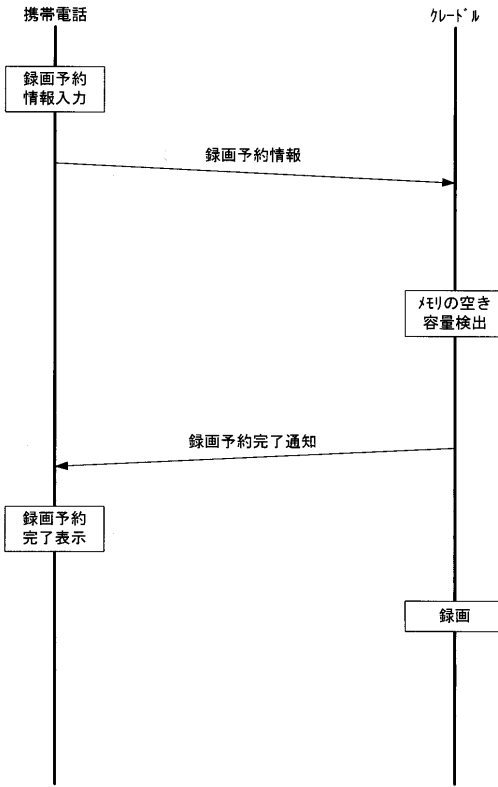 携帯電話
ｸﾚｰﾄﾞﾙ
録画予約
情報入力
録画予約情報
ﾒﾓﾘの空き
容量検出
録画予約完了通知
録画予約
完了表示
録画